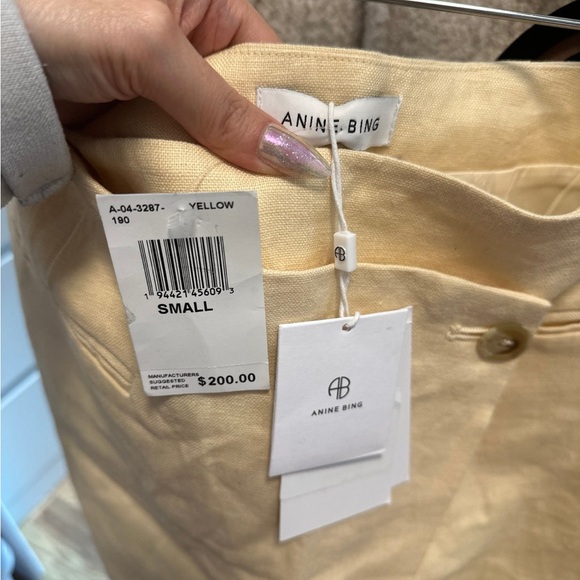 ANINE BING
A-04-3287- YELLOW
190
1 94421 45609 3
SMALL
MANUFACTURERS
SUGGESTED
RETAIL PRICE $200.00
AB
AB
ANINE BING